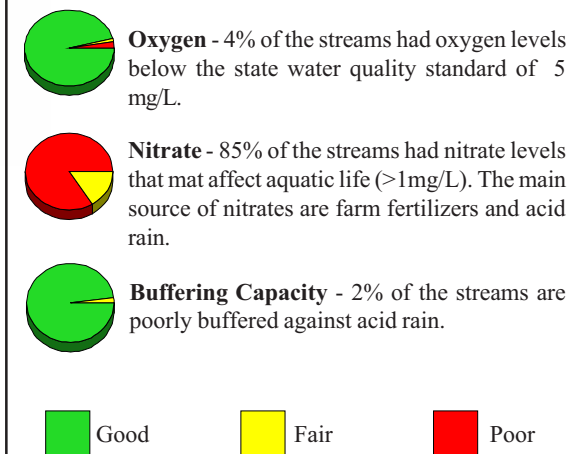 Oxygen - 4% of the streams had oxygen levels
below the state water quality standard of 5
mg/L.
Nitrate - 85% of the streams had nitrate levels
that mat affect aquatic life (>1mg/L). The main
source of nitrates are farm fertilizers and acid
rain.
Buffering Capacity - 2% of the streams are
poorly buffered against acid rain.
Good Fair Poor